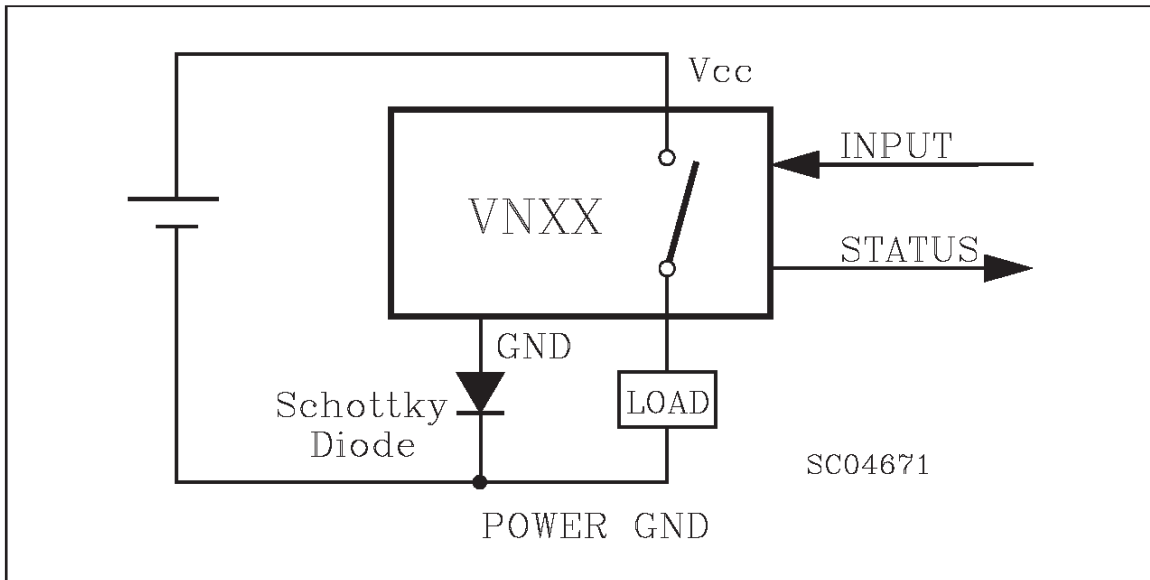 Vcc
INPUT
VNXX
STATUS
GND
Schottky
Diode
LOAD
SC04671
POWER GND